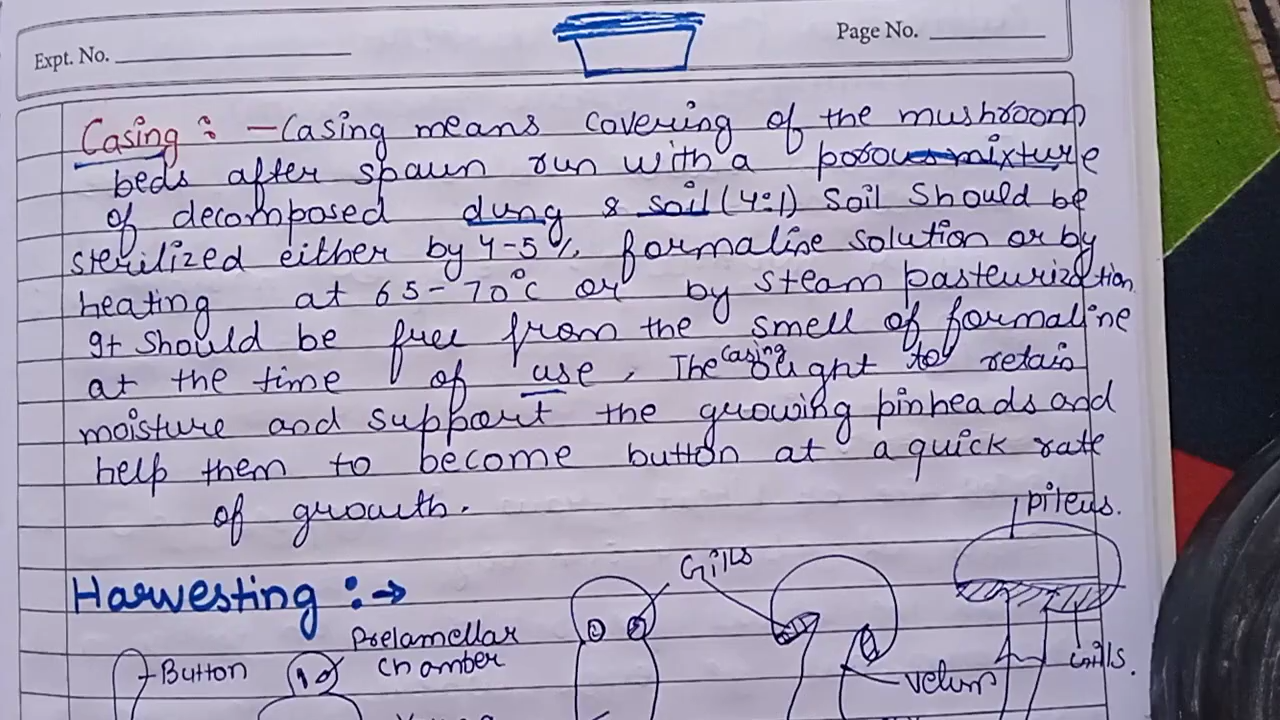 Expt. No.
Page No.
Casing : - Casing means covering of the mushroom
beds after spawn run with a porous mixture
of decomposed dung & soil (4:1) Soil Should be
sterilized either by 4-5% formaline solution or by
heating at 65-70°C or by steam pasteurization
It should be free from the smell of formaline
at the time of use, The casing ought to retain
moisture and support the growing pinheads and
help them to become button at a quick rate
of growth.
Harvesting :→
Gills
pileus.
Button
Prelamellar
chamber
velum
Gills.